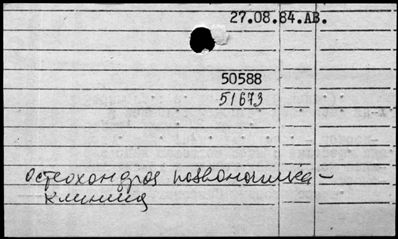 27.08.84.АВ.
50588
51673
Остеохондроз позвоночника –
клиника